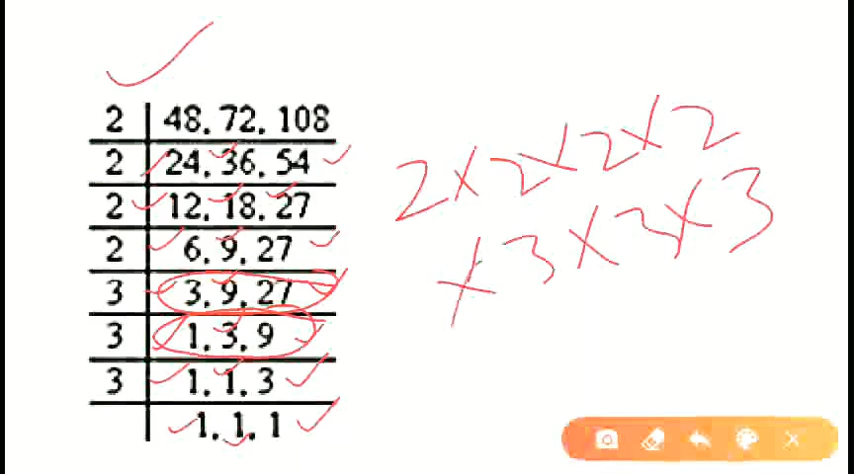 2 | 48, 72, 108
2 | 24, 36, 54
2 | 12, 18, 27
2 | 6, 9, 27
3 | 3, 9, 27
3 | 1, 3, 9
3 | 1, 1, 3
| 1, 1, 1
2×2×2×2
×3×3×3